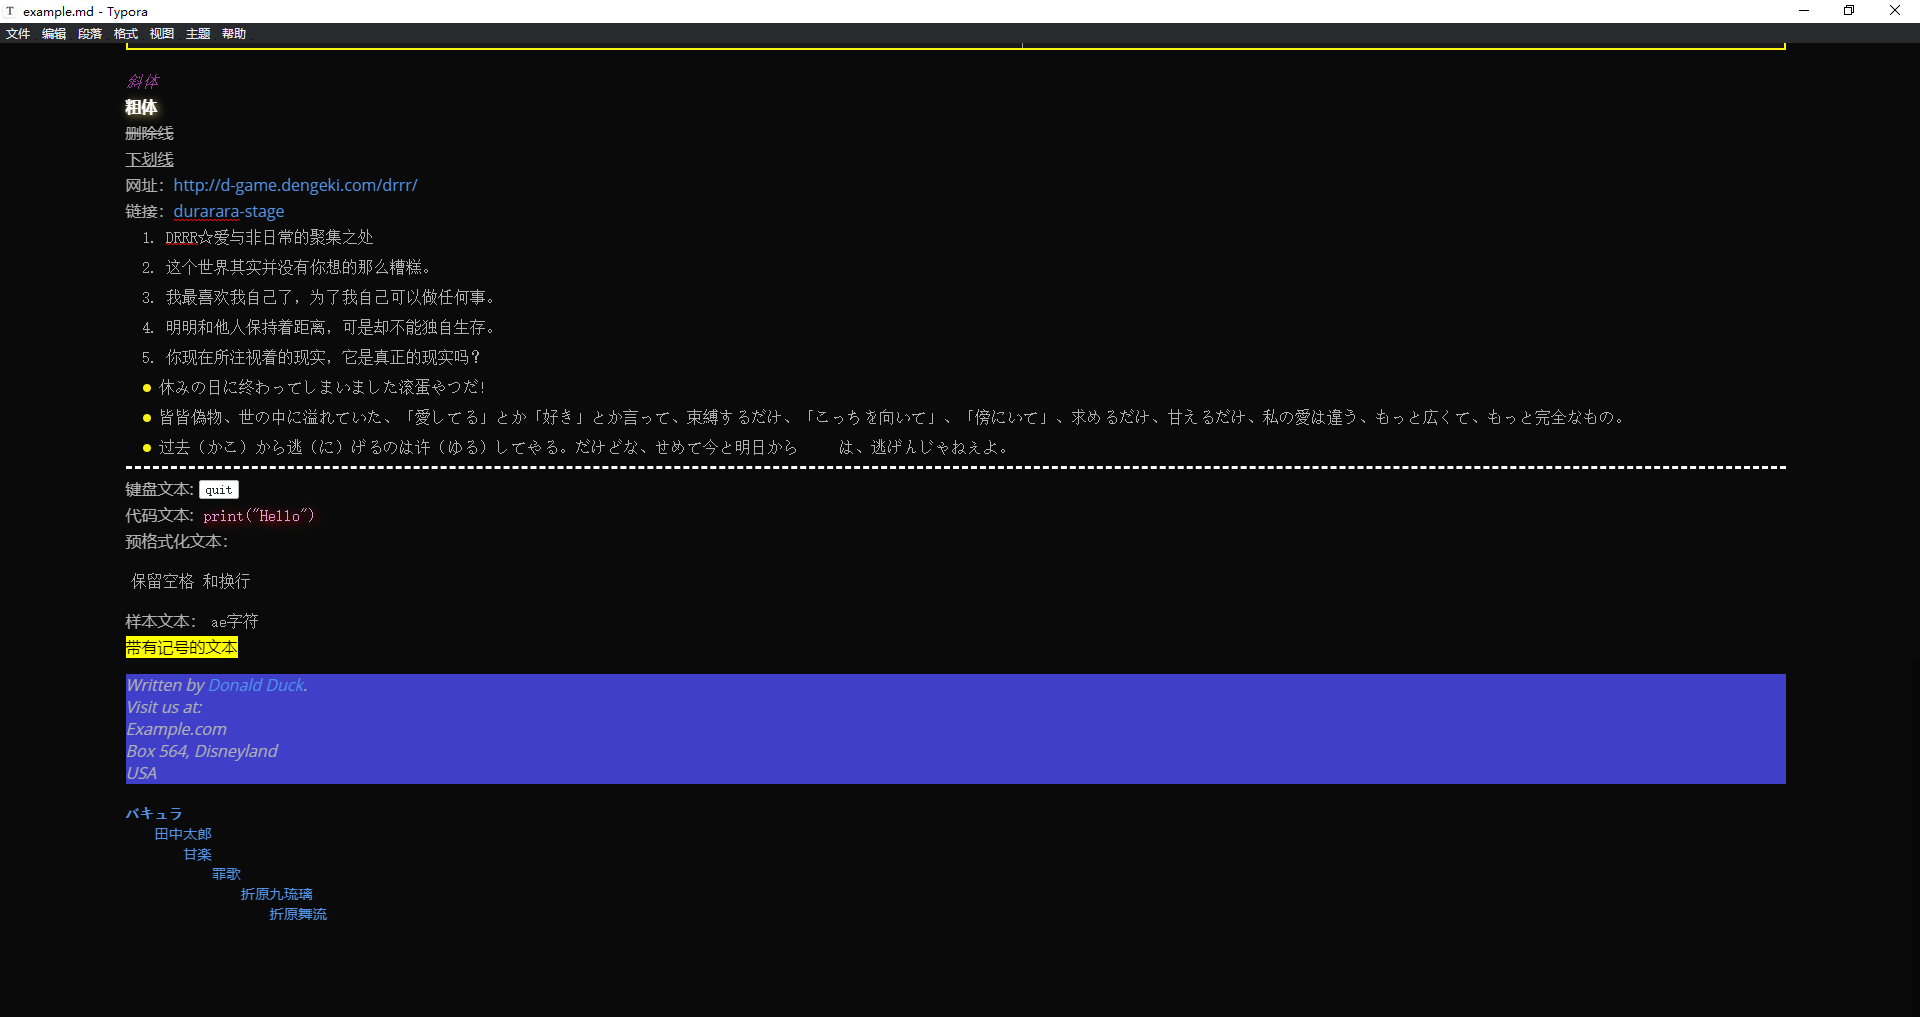 example.md - Typora
文件 编辑 段落 格式 视图 主题 帮助
斜体
粗体
删除线
下划线
网址：http://d-game.dengeki.com/drrr/
链接：durarara-stage
1. DRRR☆爱与非日常的聚集之处
2. 这个世界其实并没有你想的那么糟糕。
3. 我最喜欢我自己了，为了我自己可以做任何事。
4. 明明和他人保持着距离，可是却不能独自生存。
5. 你现在所注视着的现实，它是真正的现实吗？
休みの日に终わってしまいました滚蛋やつだ！
皆皆偽物、世の中に溢れていた、「愛してる」とか「好き」とか言って、束縛するだけ、「こっちを向いて」、「傍にいて」、求めるだけ、甘えるだけ、私の愛は違う、もっと広くて、もっと完全なもの。
过去（かこ）から逃（に）げるのは许（ゆる）してやる。だけどな、せめて今と明日から　　は、逃げんじゃねえよ。
键盘文本: quit
代码文本: print("Hello")
预格式化文本：
保留空格 和换行
样本文本： ae字符
带有记号的文本
Written by Donald Duck.
Visit us at:
Example.com
Box 564, Disneyland
USA
バキュラ
田中太郎
甘楽
罪歌
折原九琉璃
折原舞流